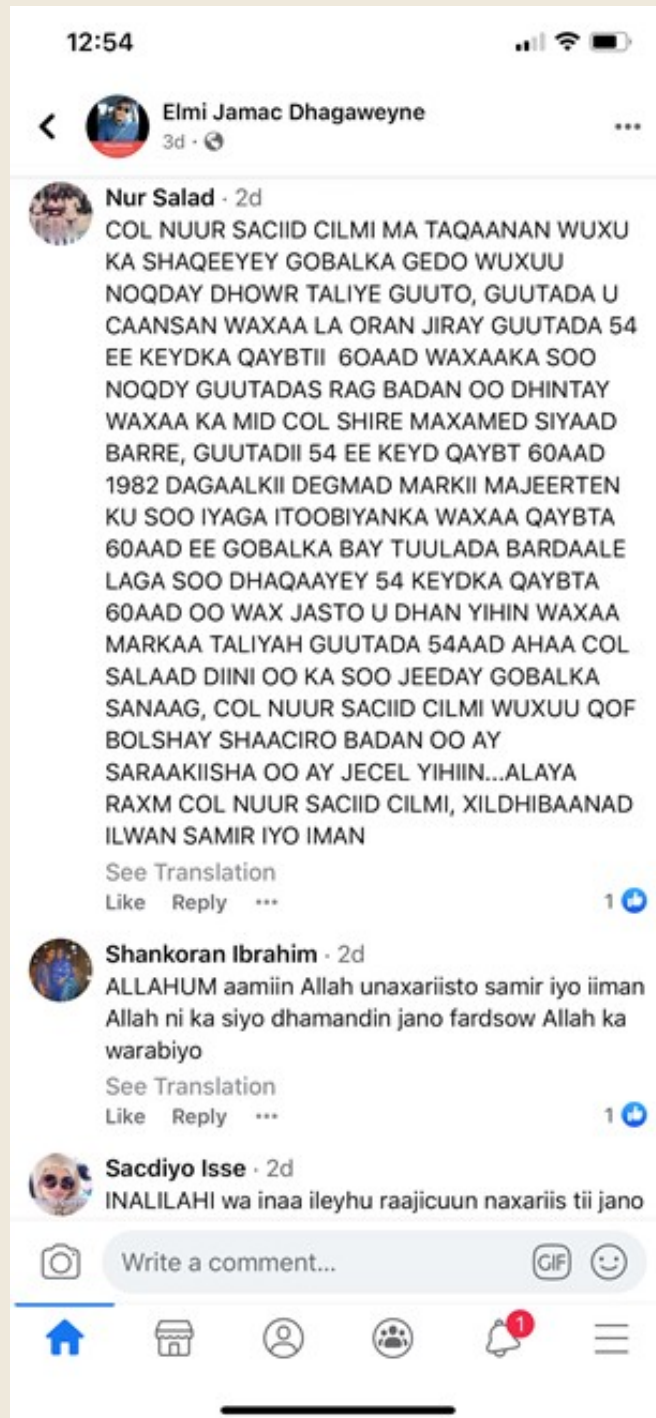 12:54
Elmi Jamac Dhagaweyne
3d ·
Nur Salad · 2d
COL NUUR SACIID CILMI MA TAQAANAN WUXU
KA SHAQEEYEY GOBALKA GEDO WUXUU
NOQDAY DHOWR TALIYE GUUTO, GUUTADA U
CAANSAN WAXAA LA ORAN JIRAY GUUTADA 54
EE KEYDKA QAYBTII 6OAAD WAXAAKA SOO
NOQDY GUUTADAS RAG BADAN OO DHINTAY
WAXAA KA MID COL SHIRE MAXAMED SIYAAD
BARRE, GUUTADII 54 EE KEYD QAYBT 60AAD
1982 DAGAALKII DEGMAD MARKII MAJEERTEN
KU SOO IYAGA ITOOBIYANKA WAXAA QAYBTA
60AAD EE GOBALKA BAY TUULADA BARDAALE
LAGA SOO DHAQAAYEY 54 KEYDKA QAYBTA
60AAD OO WAX JASTO U DHAN YIHIN WAXAA
MARKAA TALIYAH GUUTADA 54AAD AHAA COL
SALAAD DIINI OO KA SOO JEEDAY GOBALKA
SANAAG, COL NUUR SACIID CILMI WUXUU QOF
BOLSHAY SHAACIRO BADAN OO AY
SARAAKIISHA OO AY JECEL YIHIIN...ALAYA
RAXM COL NUUR SACIID CILMI, XILDHIBAANAD
ILWAN SAMIR IYO IMAN
See Translation
Like Reply ··· 1
Shankoran Ibrahim · 2d
ALLAHUM aamiin Allah unaxariisto samir iyo iiman
Allah ni ka siyo dhamandin jano fardsow Allah ka
warabiyo
See Translation
Like Reply ··· 1
Sacdiyo Isse · 2d
INALILAHI wa inaa ileyhu raajicuun naxariis tii jano
Write a comment...
GIF
1